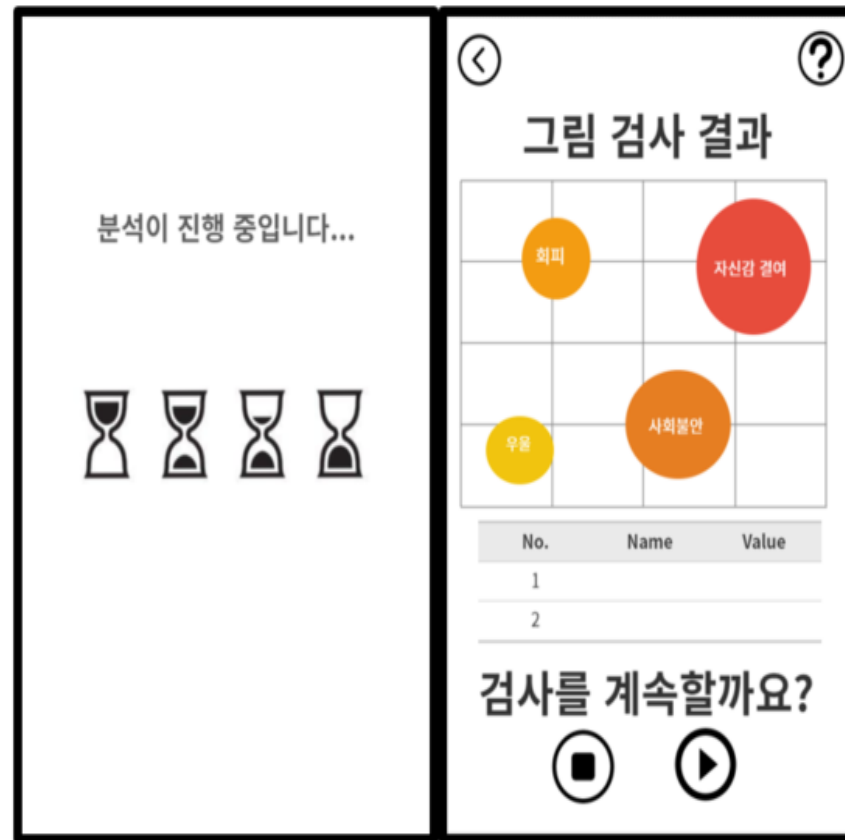 분석이 진행 중입니다...
?
그림 검사 결과
회피
자신감 결여
우울
사회불안
No. Name Value
1
2
검사를 계속할까요?